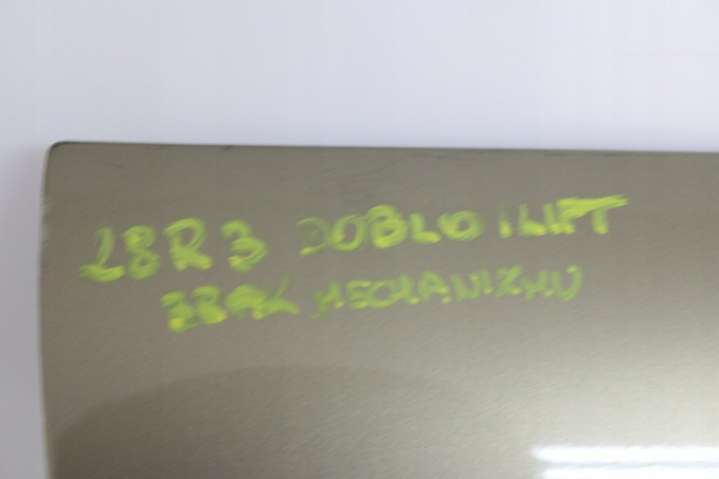 28R3 DOBLO I LIFT
BRAK MECHANIZMU